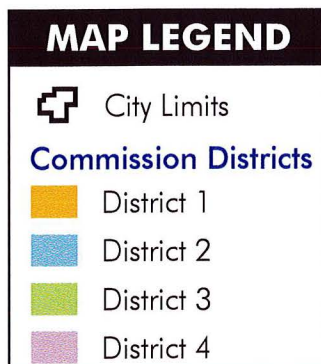 MAP LEGEND
City Limits
Commission Districts
District 1
District 2
District 3
District 4